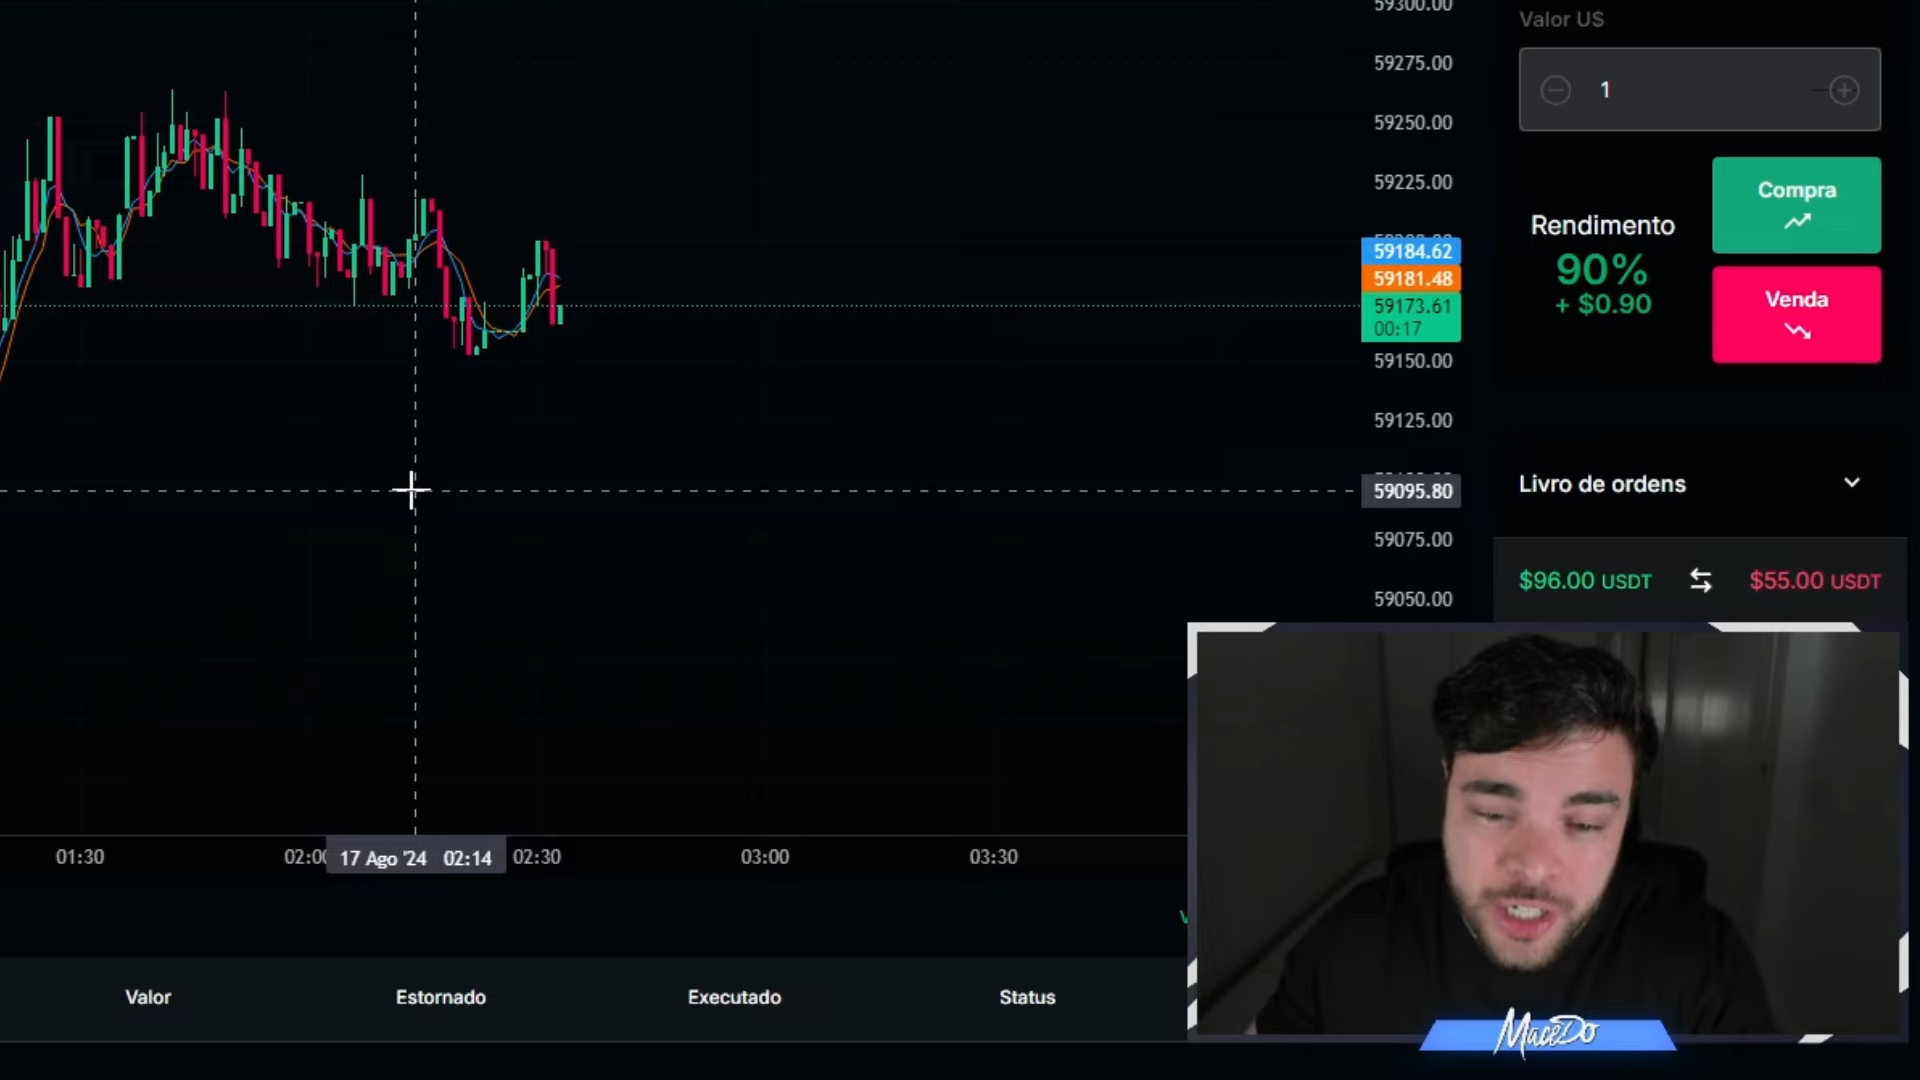 59300.00
Valor US
59275.00
1
59250.00
59225.00
Compra
Rendimento
90%
+ $0.90
Venda
59184.62
59181.48
59173.61
00:17
59150.00
59125.00
59095.80
Livro de ordens
59075.00
$96.00 USDT
$55.00 USDT
59050.00
01:30
17 Ago '24 02:14
02:30
03:00
03:30
Valor
Estornado
Executado
Status
MaceDo